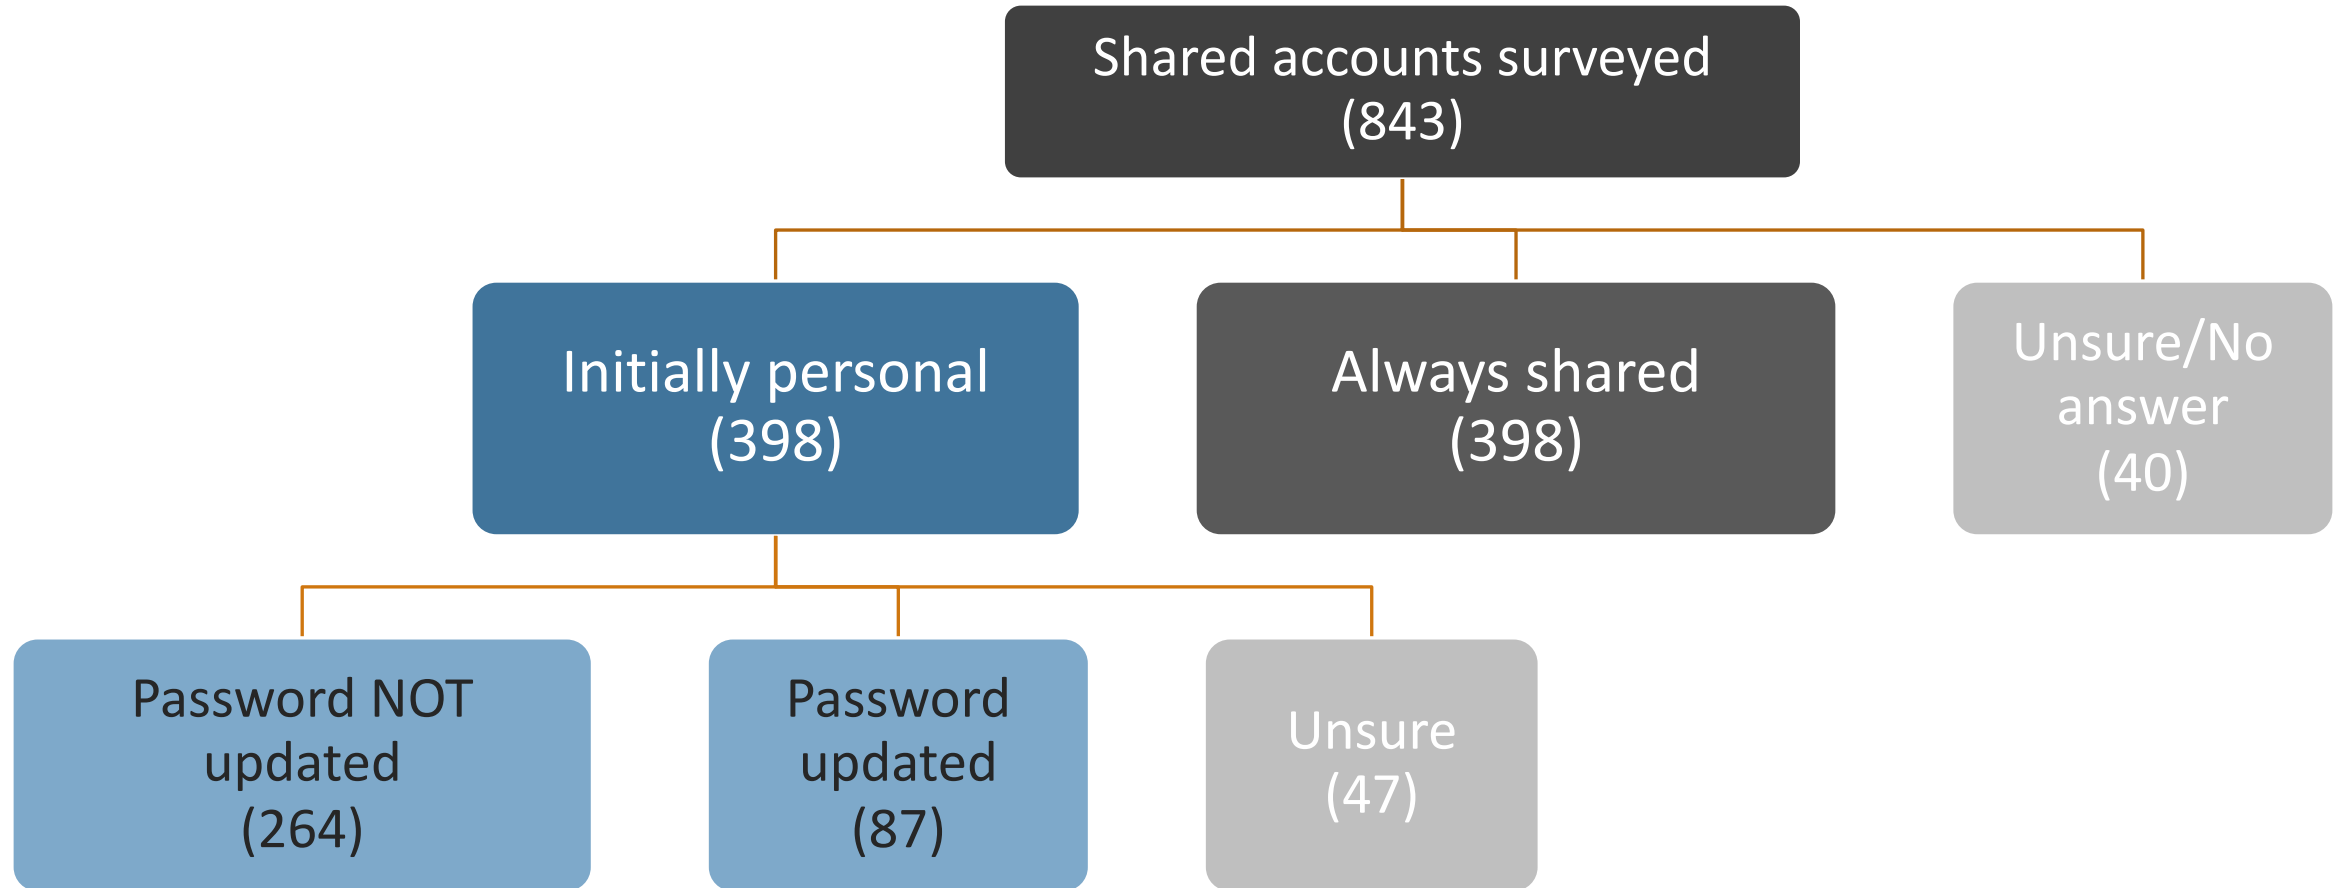 Shared accounts surveyed
(843)
Initially personal
(398)
Always shared
(398)
Unsure/No
answer
(40)
Password NOT
updated
(264)
Password
updated
(87)
Unsure
(47)